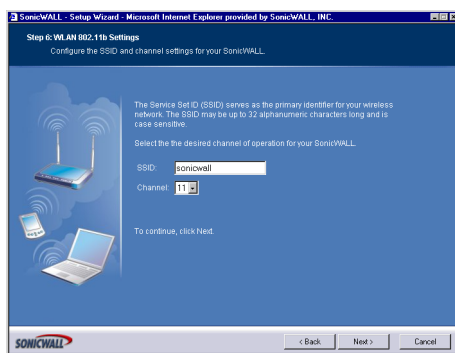 SonicWALL - Setup Wizard - Microsoft Internet Explorer provided by SonicWALL, INC.
Step 6: WLAN 802.11b Settings
Configure the SSID and channel settings for your SonicWALL.
The Service Set ID (SSID) serves as the primary identifier for your wireless
network. The SSID may be up to 32 alphanumeric characters long and is
case sensitive.
Select the the desired channel of operation for your SonicWALL.
SSID: sonicwall
Channel: 11
To continue, click Next.
SONICWALL
< Back Next > Cancel